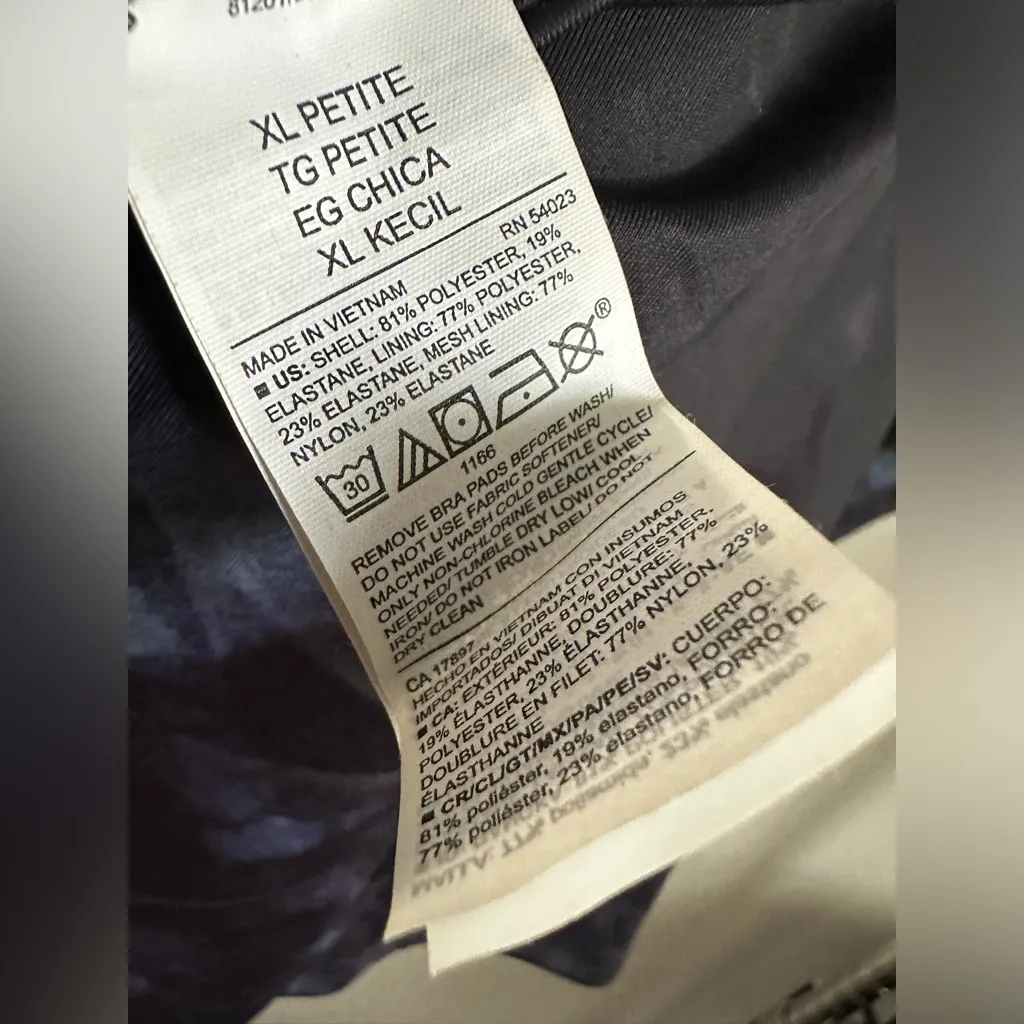 XL PETITE
TG PETITE
EG CHICA
XL KECIL
RN 54023
MADE IN VIETNAM
US: SHELL: 81% POLYESTER, 19%
ELASTANE, LINING: 77% POLYESTER,
23% ELASTANE, MESH LINING: 77%
NYLON, 23% ELASTANE
30
®
1166
REMOVE BRA PADS BEFORE WASH/
DO NOT USE FABRIC SOFTENER/
MACHINE WASH COLD GENTLE CYCLE/
ONLY NON-CHLORINE BLEACH WHEN
NEEDED/ TUMBLE DRY LOW/ COOL
IRON/ DO NOT IRON LABEL/ DO NOT
DRY CLEAN
CA 17897
HECHO EN VIETNAM CON INSUMOS
IMPORTADOS/ DIBUAT DI VIETNAM
CA: EXTÉRIEUR: 81% POLYESTER,
19% ÉLASTHANNE, DOUBLURE: 77%
POLYESTER, 23% ÉLASTHANNE,
DOUBLURE EN FILET: 77% NYLON, 23%
ÉLASTHANNE
CR/CL/GT/MX/PA/PE/SV: CUERPO:
81% poliéster, 19% elastano, FORRO:
77% poliéster, 23% elastano, FORRO DE